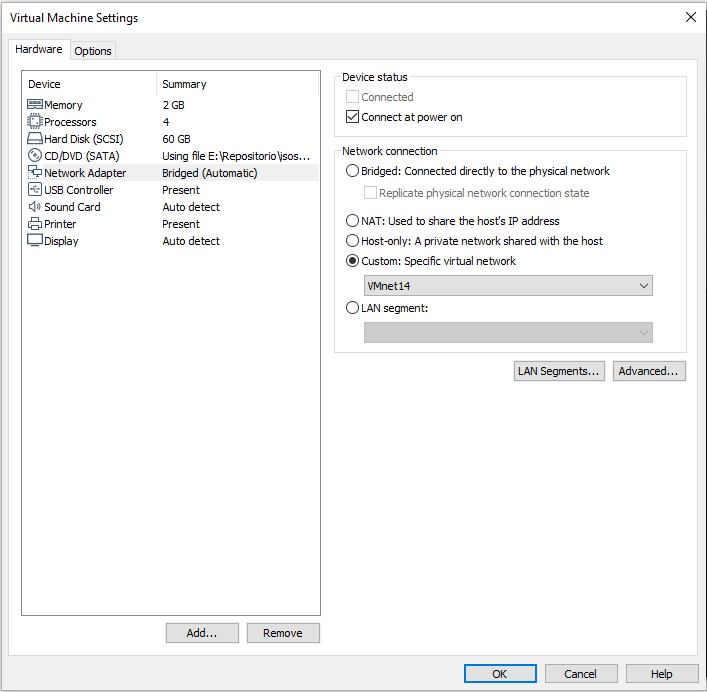 Virtual Machine Settings
Hardware
Options
Device Summary
Memory 2 GB
Processors 4
Hard Disk (SCSI) 60 GB
CD/DVD (SATA) Using file E:\Repositorio\isos...
Network Adapter Bridged (Automatic)
USB Controller Present
Sound Card Auto detect
Printer Present
Display Auto detect
Add...
Remove
Device status
Connected
Connect at power on
Network connection
Bridged: Connected directly to the physical network
Replicate physical network connection state
NAT: Used to share the host's IP address
Host-only: A private network shared with the host
Custom: Specific virtual network
VMnet14
LAN segment:
LAN Segments...
Advanced...
OK
Cancel
Help